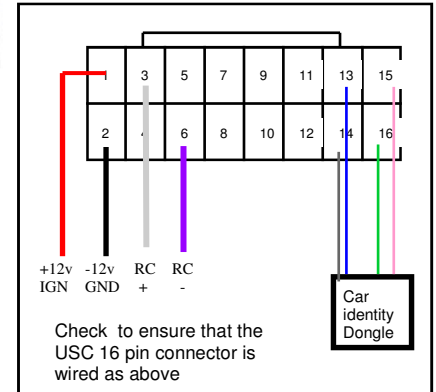 1 3 5 7 9 11 13 15
2 4 6 8 10 12 14 16
+12v -12v RC RC
IGN GND + -
Car
identity
Dongle
Check to ensure that the
USC 16 pin connector is
wired as above